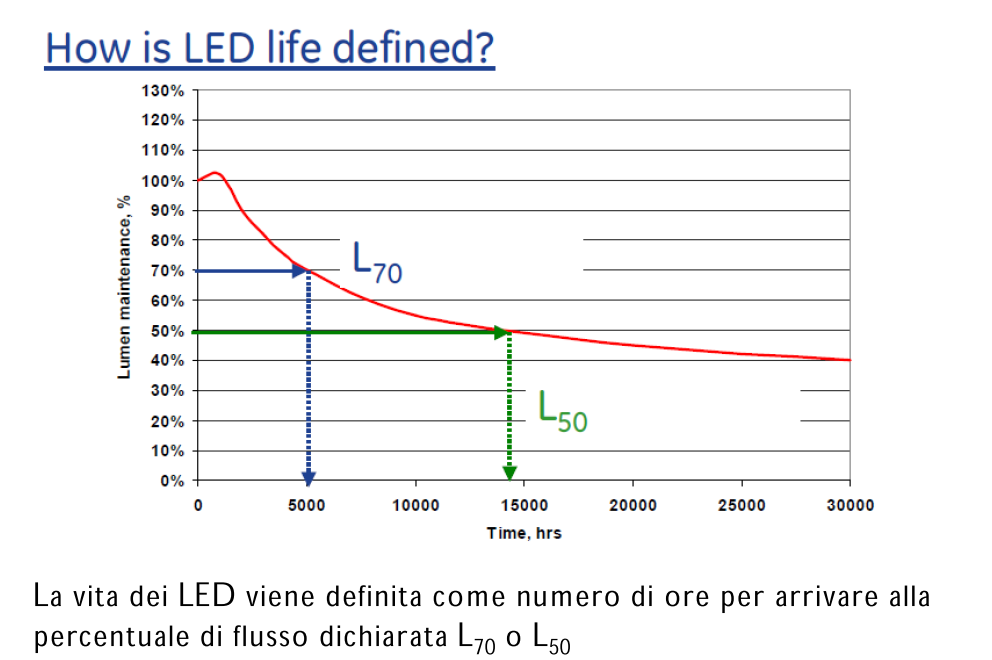 How is LED life defined?
130%
120%
110%
100%
90%
80%
70%
60%
50%
40%
30%
20%
10%
0%
Lumen maintenance, %
L70
L50
0 5000 10000 15000 20000 25000 30000
Time, hrs
La vita dei LED viene definita come numero di ore per arrivare alla
percentuale di flusso dichiarata L70 o L50